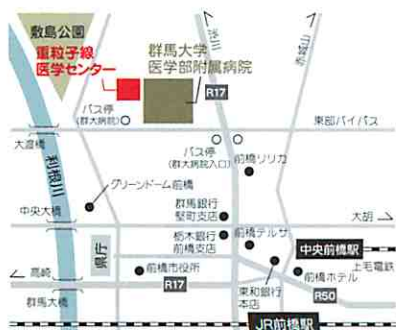 敷島公園
重粒子線
医学センター
群馬大学
医学部附属病院
渋川
赤城山
R17
バス停
(群大病院)
東部バイパス
大渡橋
バス停
(群大病院入口)
前橋リリカ
利根川
グリーンドーム前橋
中央大橋
群馬銀行
竪町支店
大胡
栃木銀行
前橋支店
前橋テルサ
中央前橋駅
県庁
上毛電鉄
高崎
前橋市役所
前橋ホテル
群馬大橋
R17
東和銀行
本店
R50
JR前橋駅